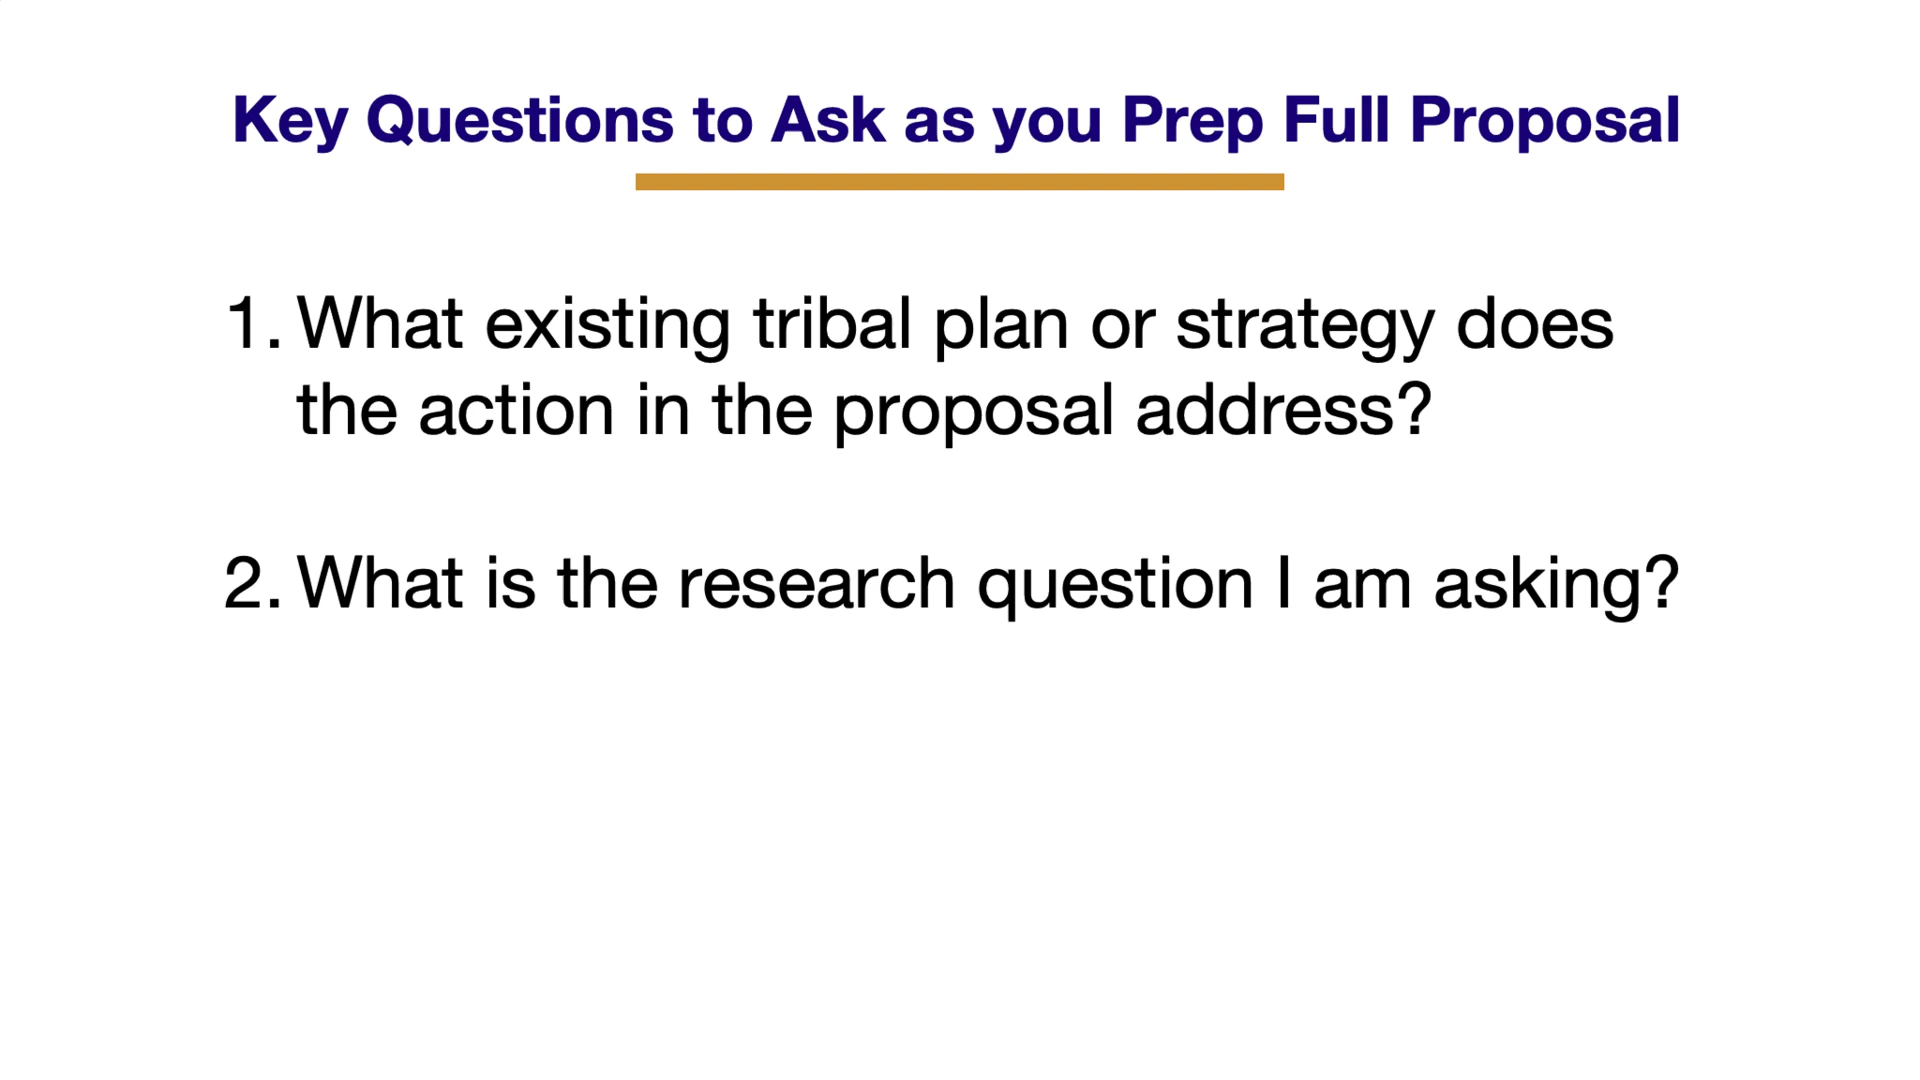 Key Questions to Ask as you Prep Full Proposal
1. What existing tribal plan or strategy does
the action in the proposal address?
2. What is the research question I am asking?